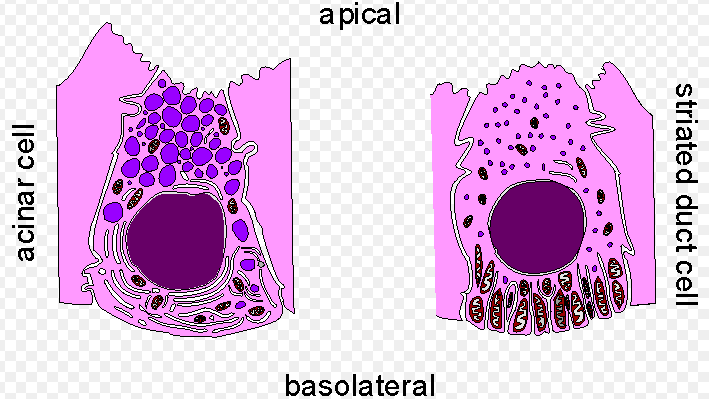 apical
acinar cell
striated duct cell
basolateral